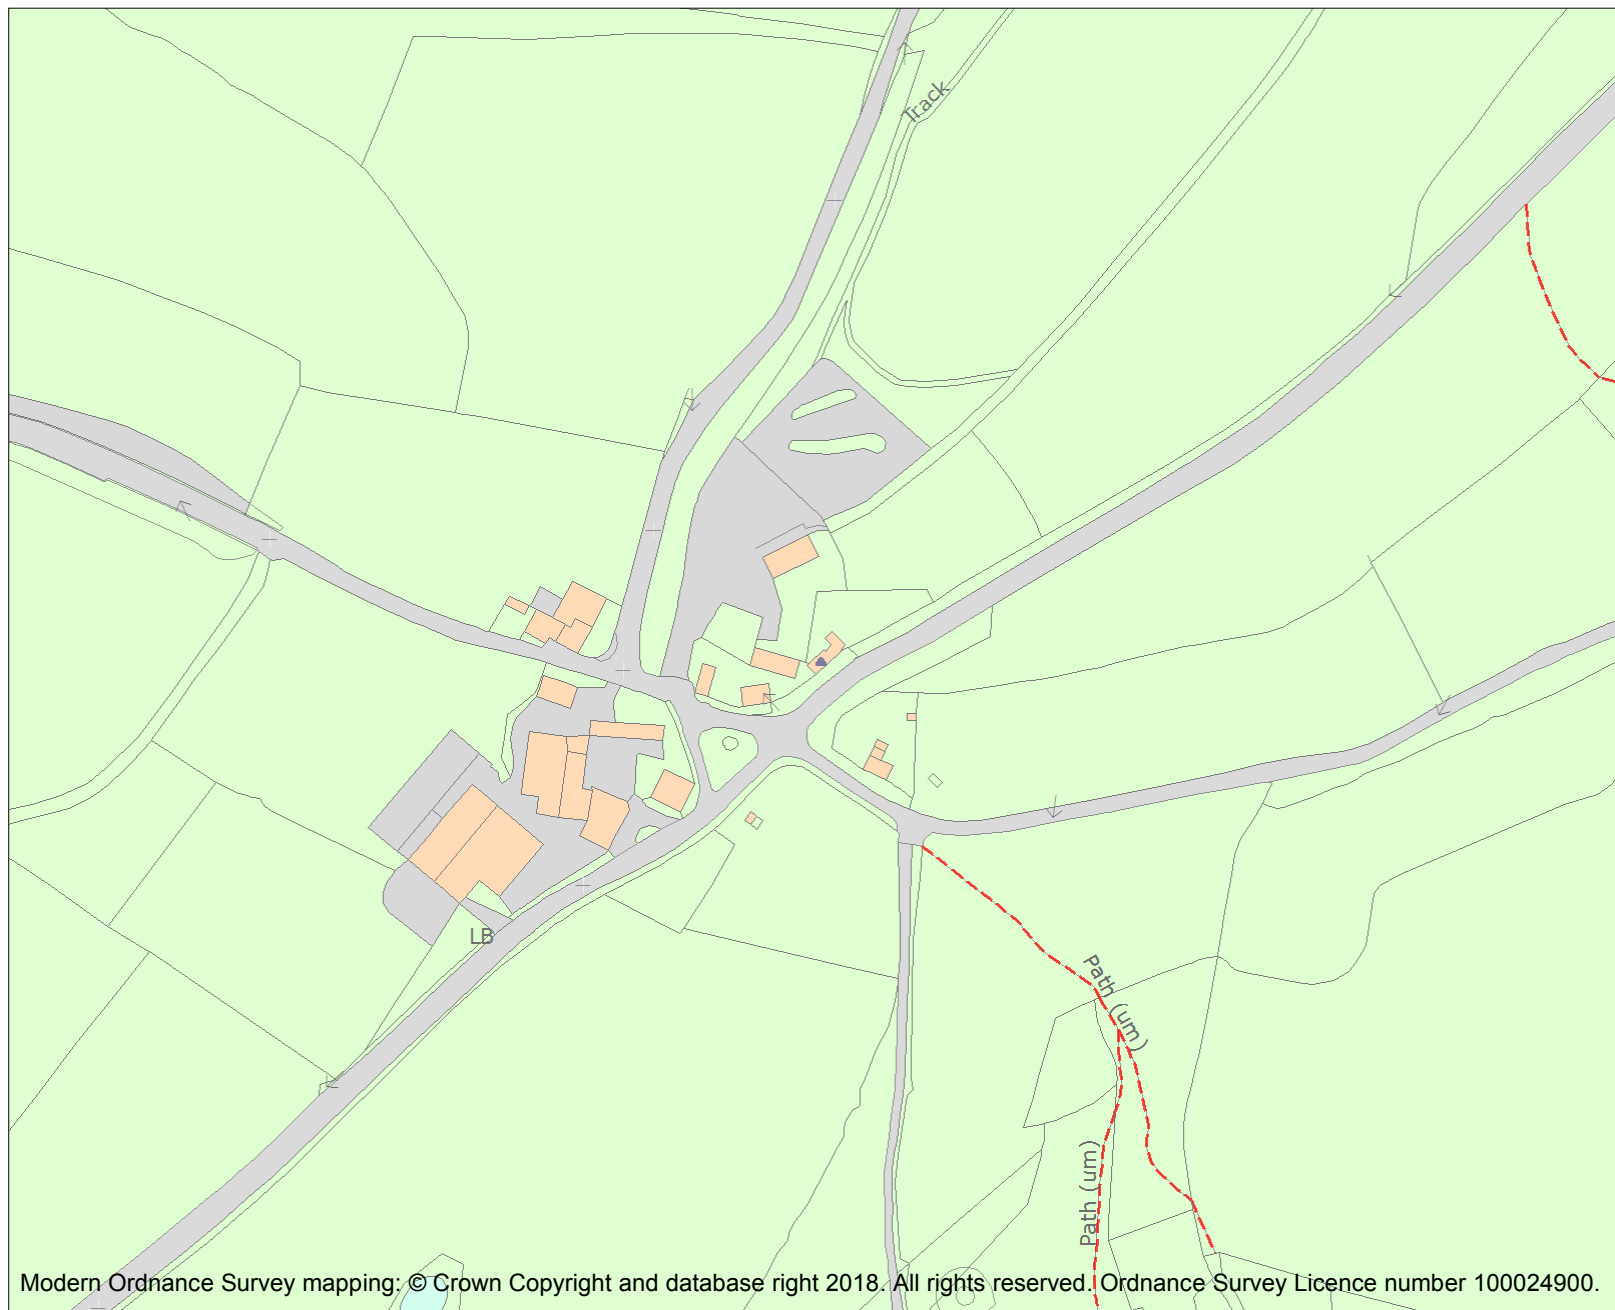 Track
LB
Path (um)
Path (um)
Modern Ordnance Survey mapping: © Crown Copyright and database right 2018. All rights reserved. Ordnance Survey Licence number 100024900.